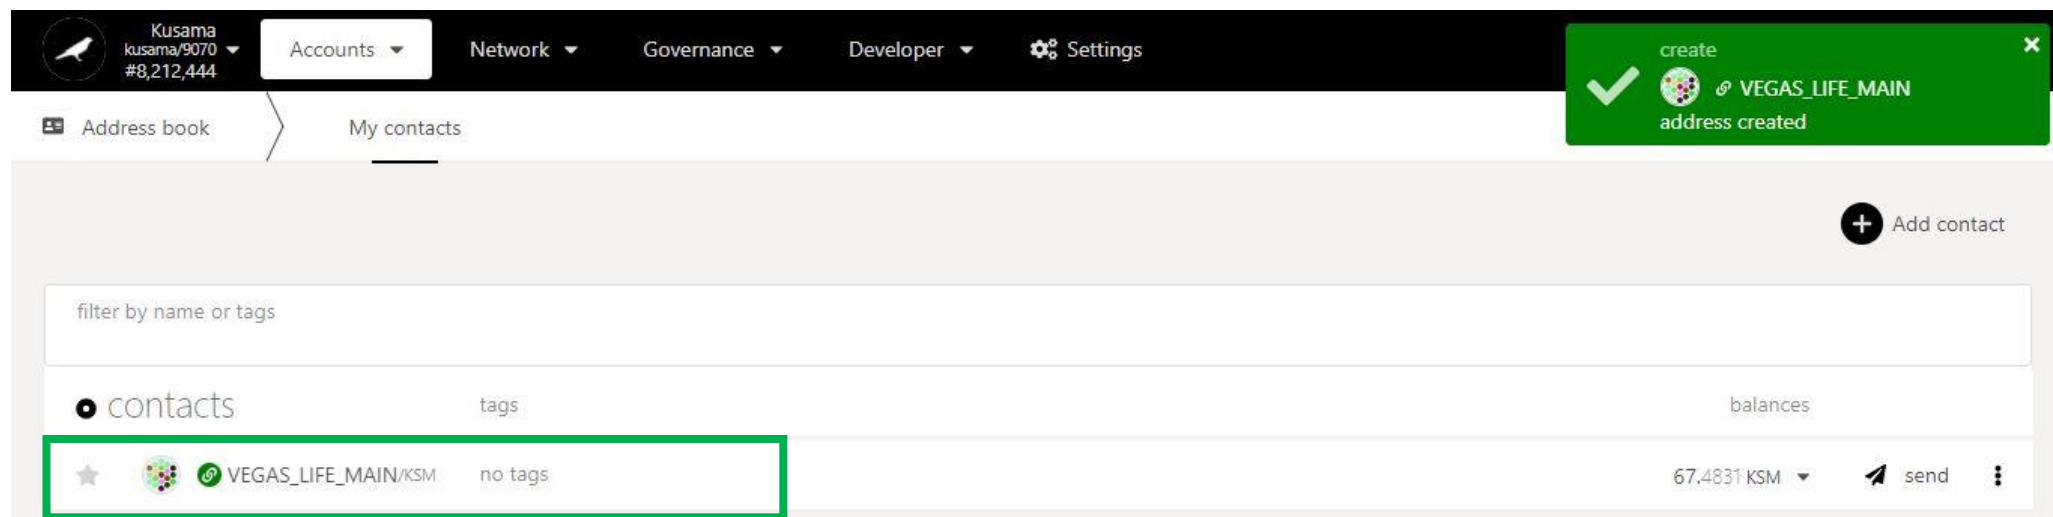 Kusama
kusama/9070
#8,212,444
Accounts
Network
Governance
Developer
Settings
create
VEGAS_LIFE_MAIN
address created
Address book
My contacts
Add contact
filter by name or tags
contacts tags balances
VEGAS_LIFE_MAIN/KSM no tags 67.4831 KSM send